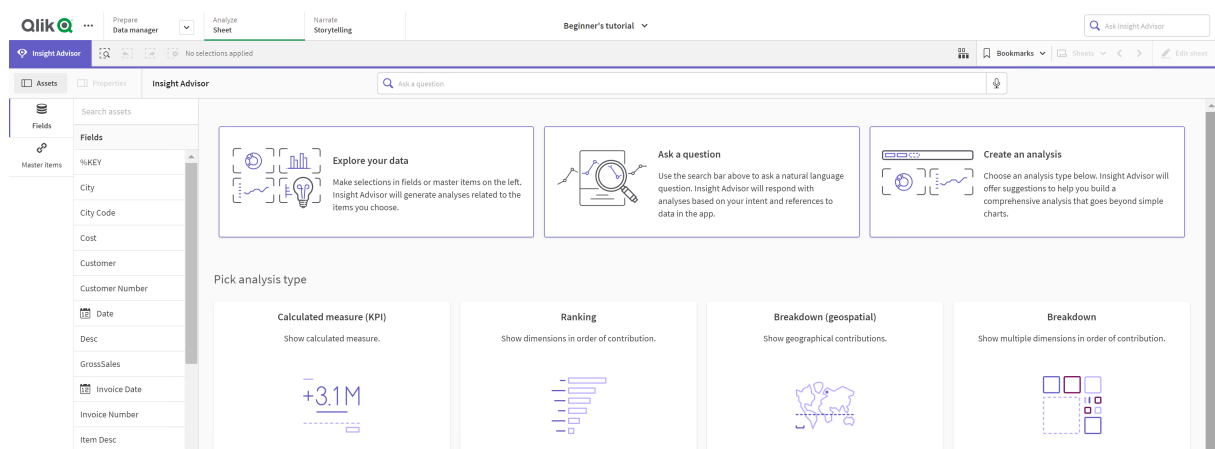 Qlik
Prepare
Data manager
Analyze
Sheet
Narrate
Storytelling
Beginner's tutorial
Ask Insight Advisor
Insight Advisor
No selections applied
Bookmarks
Sheets
Edit sheet
Assets
Properties
Insight Advisor
Ask a question
Fields
Master items
Search assets
Fields
%KEY
City
City Code
Cost
Customer
Customer Number
12 Date
Desc
GrossSales
12 Invoice Date
Invoice Number
Item Desc
Explore your data
Make selections in fields or master items on the left.
Insight Advisor will generate analyses related to the
items you choose.
Ask a question
Use the search bar above to ask a natural language
question. Insight Advisor will respond with
analyses based on your intent and references to
data in the app.
Create an analysis
Choose an analysis type below. Insight Advisor will
offer suggestions to help you build a
comprehensive analysis that goes beyond simple
charts.
Pick analysis type
Calculated measure (KPI)
Show calculated measure.
+3.1M
Ranking
Show dimensions in order of contribution.
Breakdown (geospatial)
Show geographical contributions.
Breakdown
Show multiple dimensions in order of contribution.